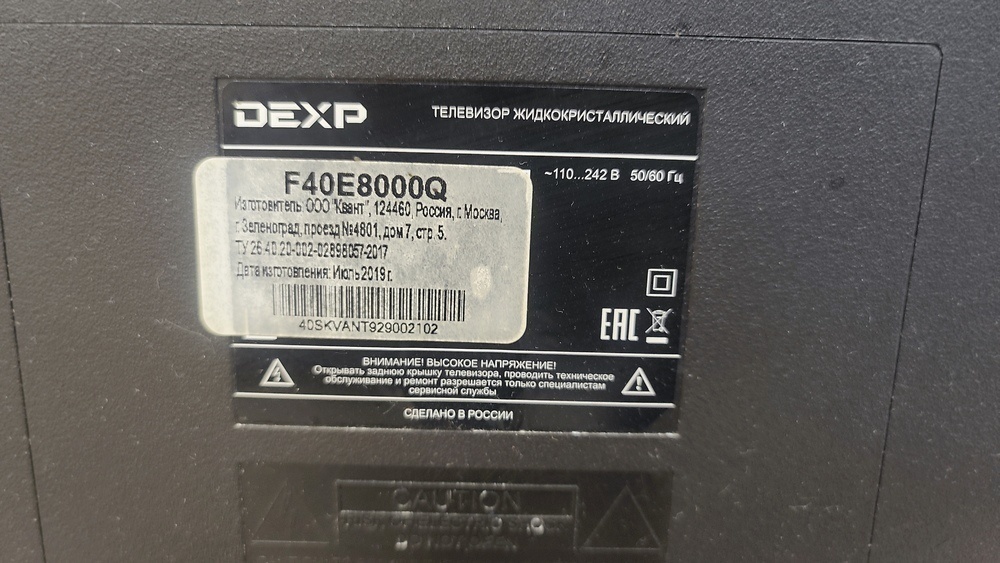 DEXP
ТЕЛЕВИЗОР ЖИДКОКРИСТАЛЛИЧЕСКИЙ
~110...242 В 50/60 Гц
F40E8000Q
Изготовитель: ООО "Квант", 124460, Россия, г. Москва,
г. Зеленоград, проезд №4801, дом 7, стр. 5.
ТУ 26.40.20-002-02898057-2017
Дата изготовления: Июль 2019 г.
40SKVANT929002102
EAC
ВНИМАНИЕ! ВЫСОКОЕ НАПРЯЖЕНИЕ!
Открывать заднюю крышку телевизора, проводить техническое
обслуживание и ремонт разрешается только специалистам
сервисной службы
СДЕЛАНО В РОССИИ
CAUTION